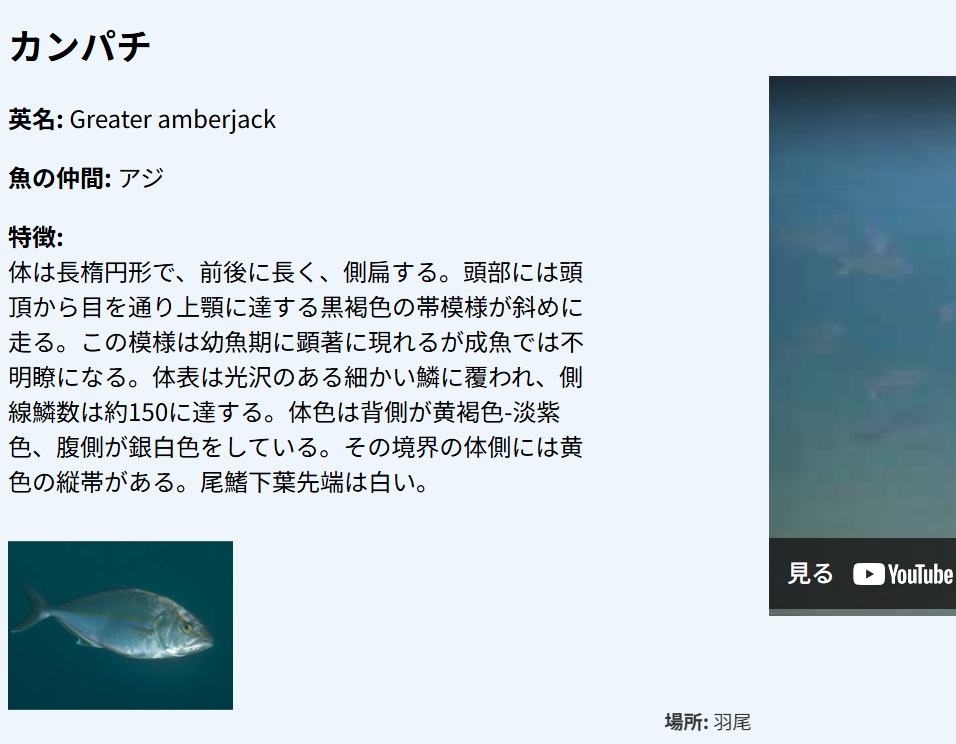 カンパチ
英名: Greater amberjack
魚の仲間: アジ
特徴:
体は長楕円形で、前後に長く、側扁する。頭部には頭
頂から目を通り上顎に達する黒褐色の帯模様が斜めに
走る。この模様は幼魚期に顕著に現れるが成魚では不
明瞭になる。体表は光沢のある細かい鱗に覆われ、側
線鱗数は約150に達する。体色は背側が黄褐色-淡紫
色、腹側が銀白色をしている。その境界の体側には黄
色の縦帯がある。尾鰭下葉先端は白い。
見る YouTube
場所: 羽尾